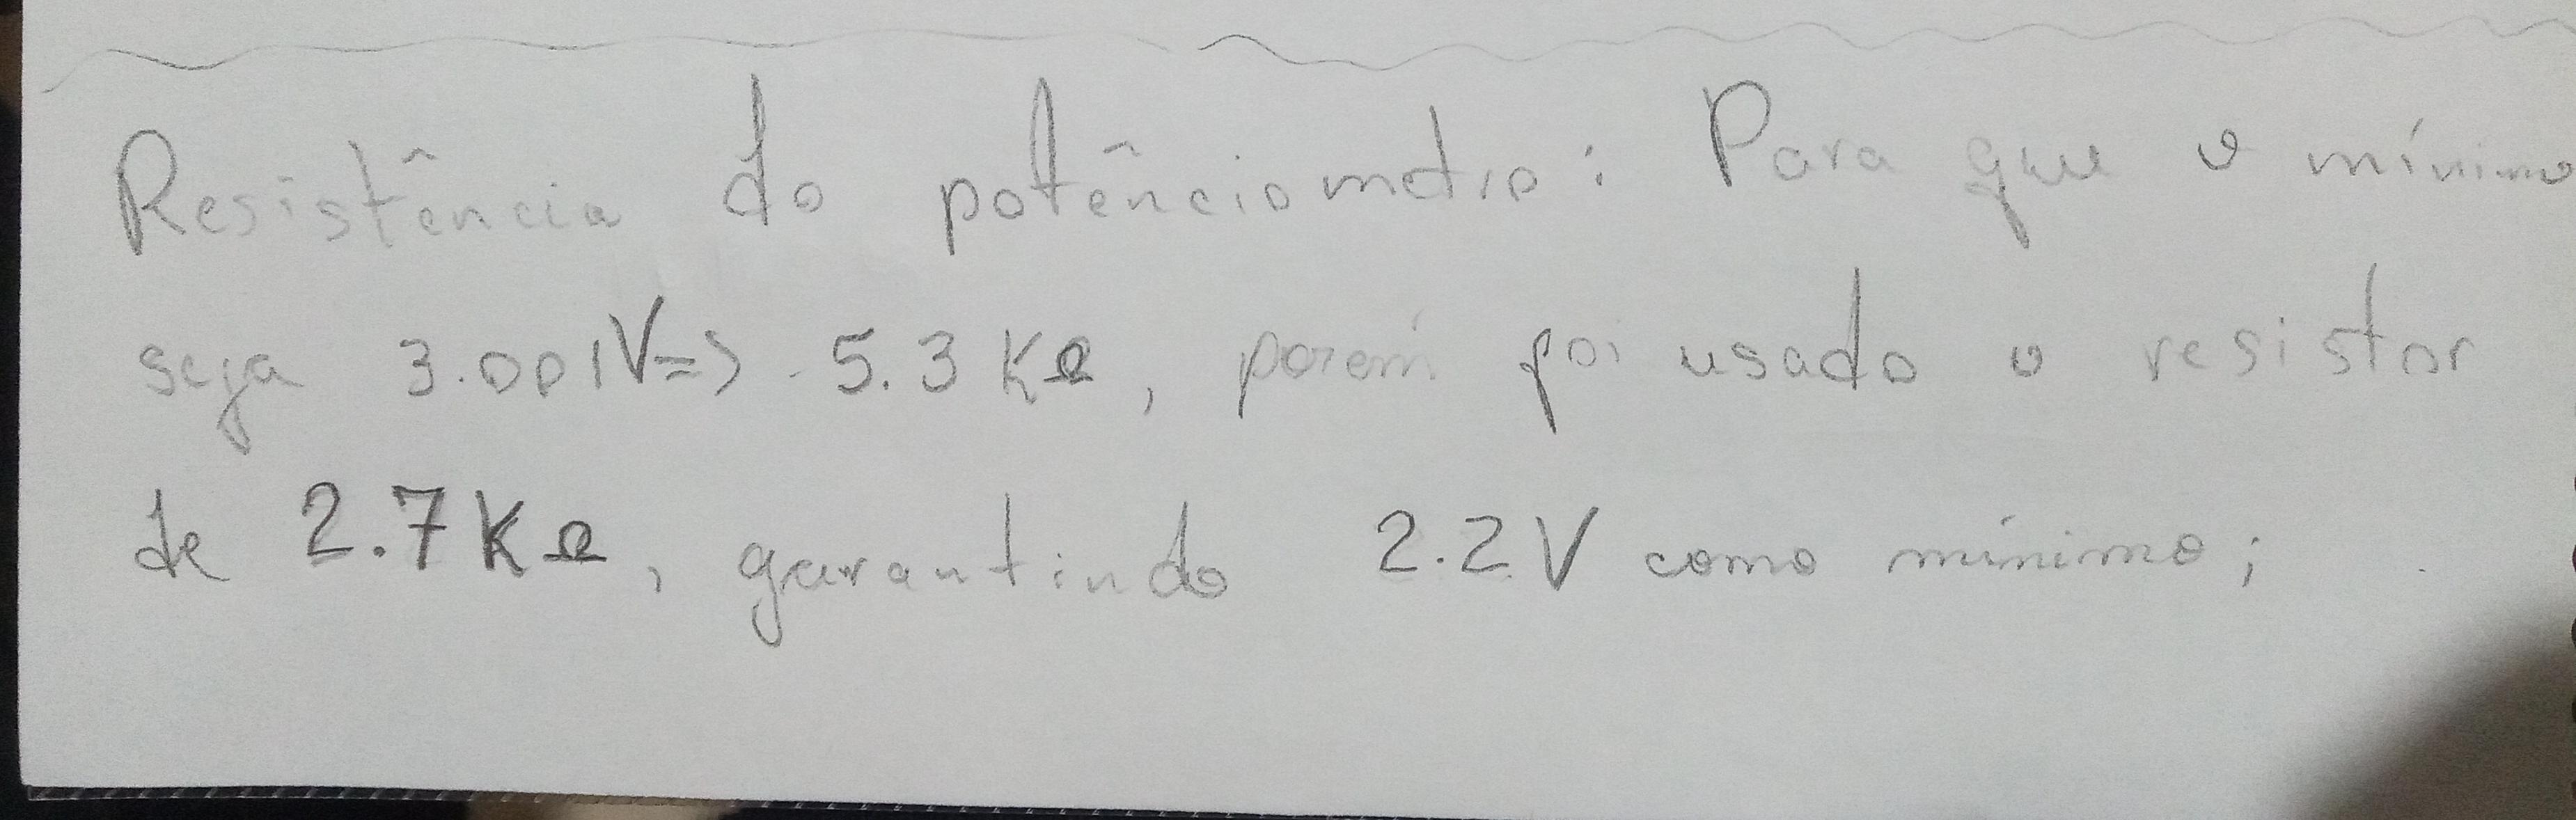 Resistência do potênciometro: Para que o mínimo
seja 3.001V => 5.3 KΩ, porem foi usado o resistor
de 2.7 KΩ, garantindo 2.2V como mínimo;